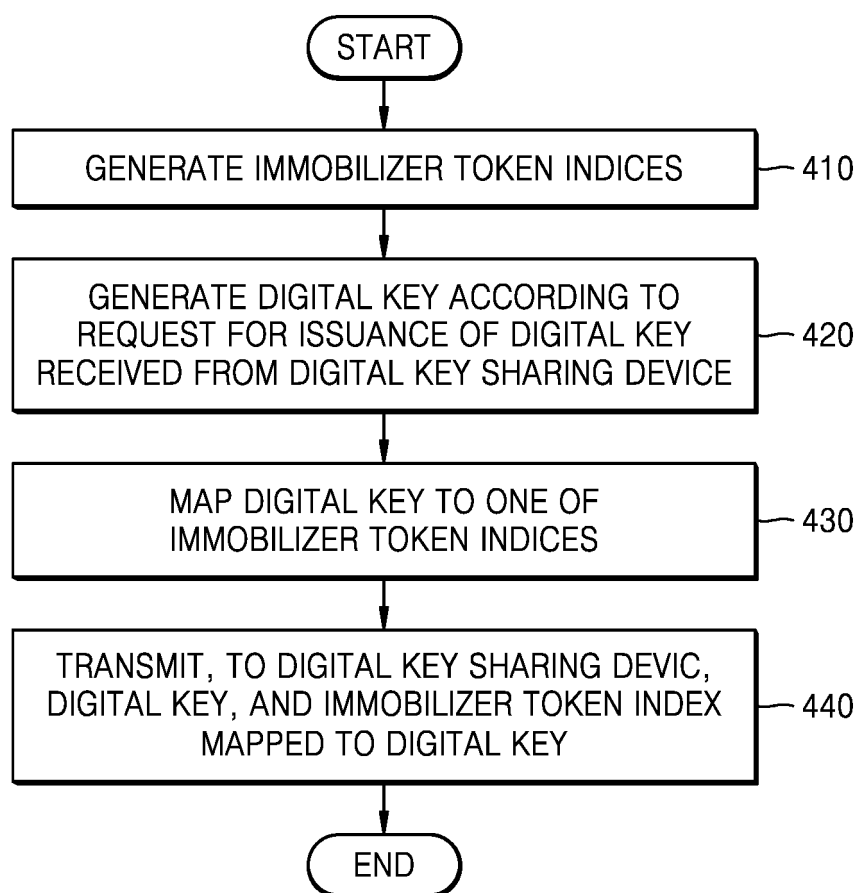 START
GENERATE IMMOBILIZER TOKEN INDICES
410
GENERATE DIGITAL KEY ACCORDING TO
REQUEST FOR ISSUANCE OF DIGITAL KEY
RECEIVED FROM DIGITAL KEY SHARING DEVICE
420
MAP DIGITAL KEY TO ONE OF
IMMOBILIZER TOKEN INDICES
430
TRANSMIT, TO DIGITAL KEY SHARING DEVIC,
DIGITAL KEY, AND IMMOBILIZER TOKEN INDEX
MAPPED TO DIGITAL KEY
440
END